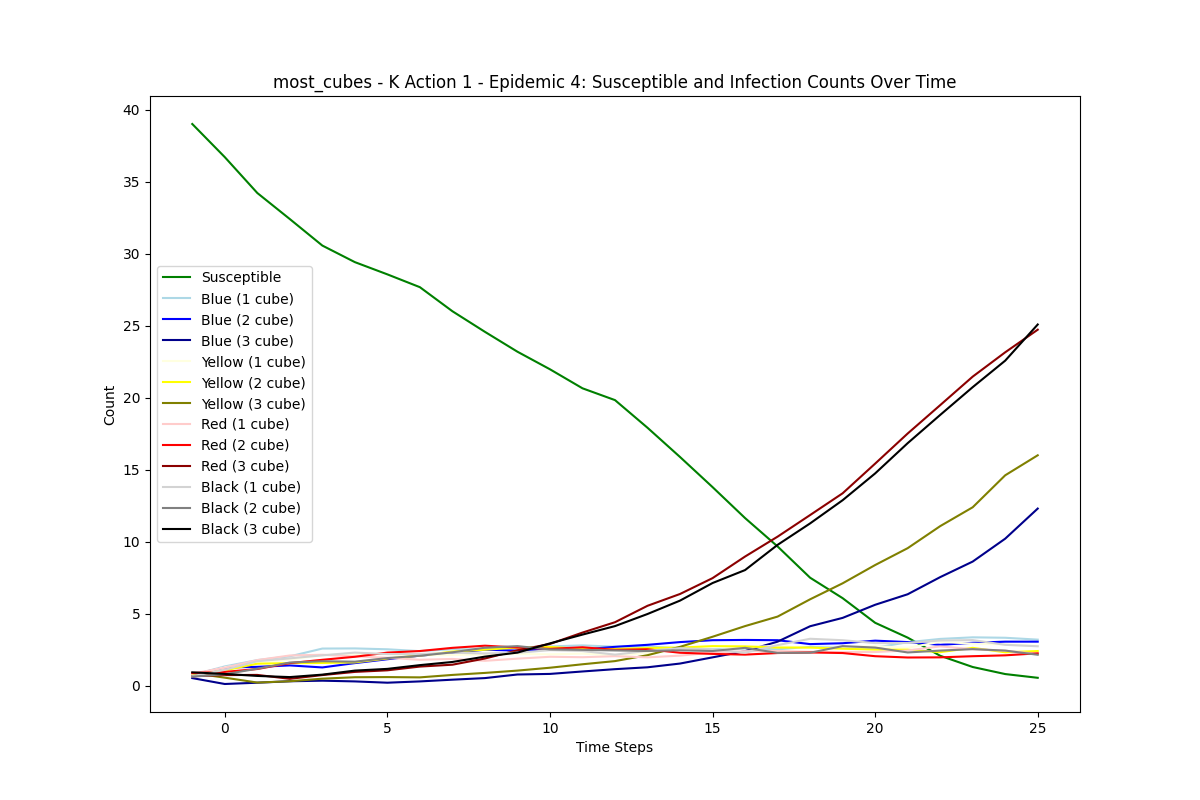 most_cubes - K Action 1 - Epidemic 4: Susceptible and Infection Counts Over Time
40
35
30
25
20
15
10
5
0
Count
Susceptible
Blue (1 cube)
Blue (2 cube)
Blue (3 cube)
Yellow (1 cube)
Yellow (2 cube)
Yellow (3 cube)
Red (1 cube)
Red (2 cube)
Red (3 cube)
Black (1 cube)
Black (2 cube)
Black (3 cube)
0 5 10 15 20 25
Time Steps